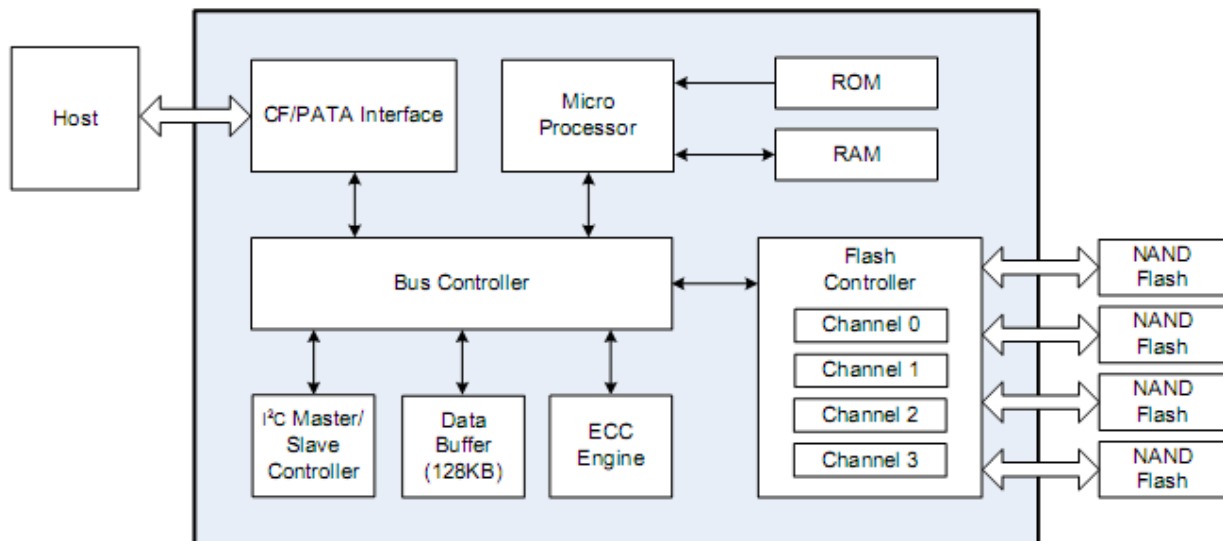 Host
CF/PATA Interface
Micro
Processor
ROM
RAM
Bus Controller
Flash
Controller
Channel 0
Channel 1
Channel 2
Channel 3
NAND
Flash
NAND
Flash
NAND
Flash
NAND
Flash
I²C Master/
Slave
Controller
Data
Buffer
(128KB)
ECC
Engine